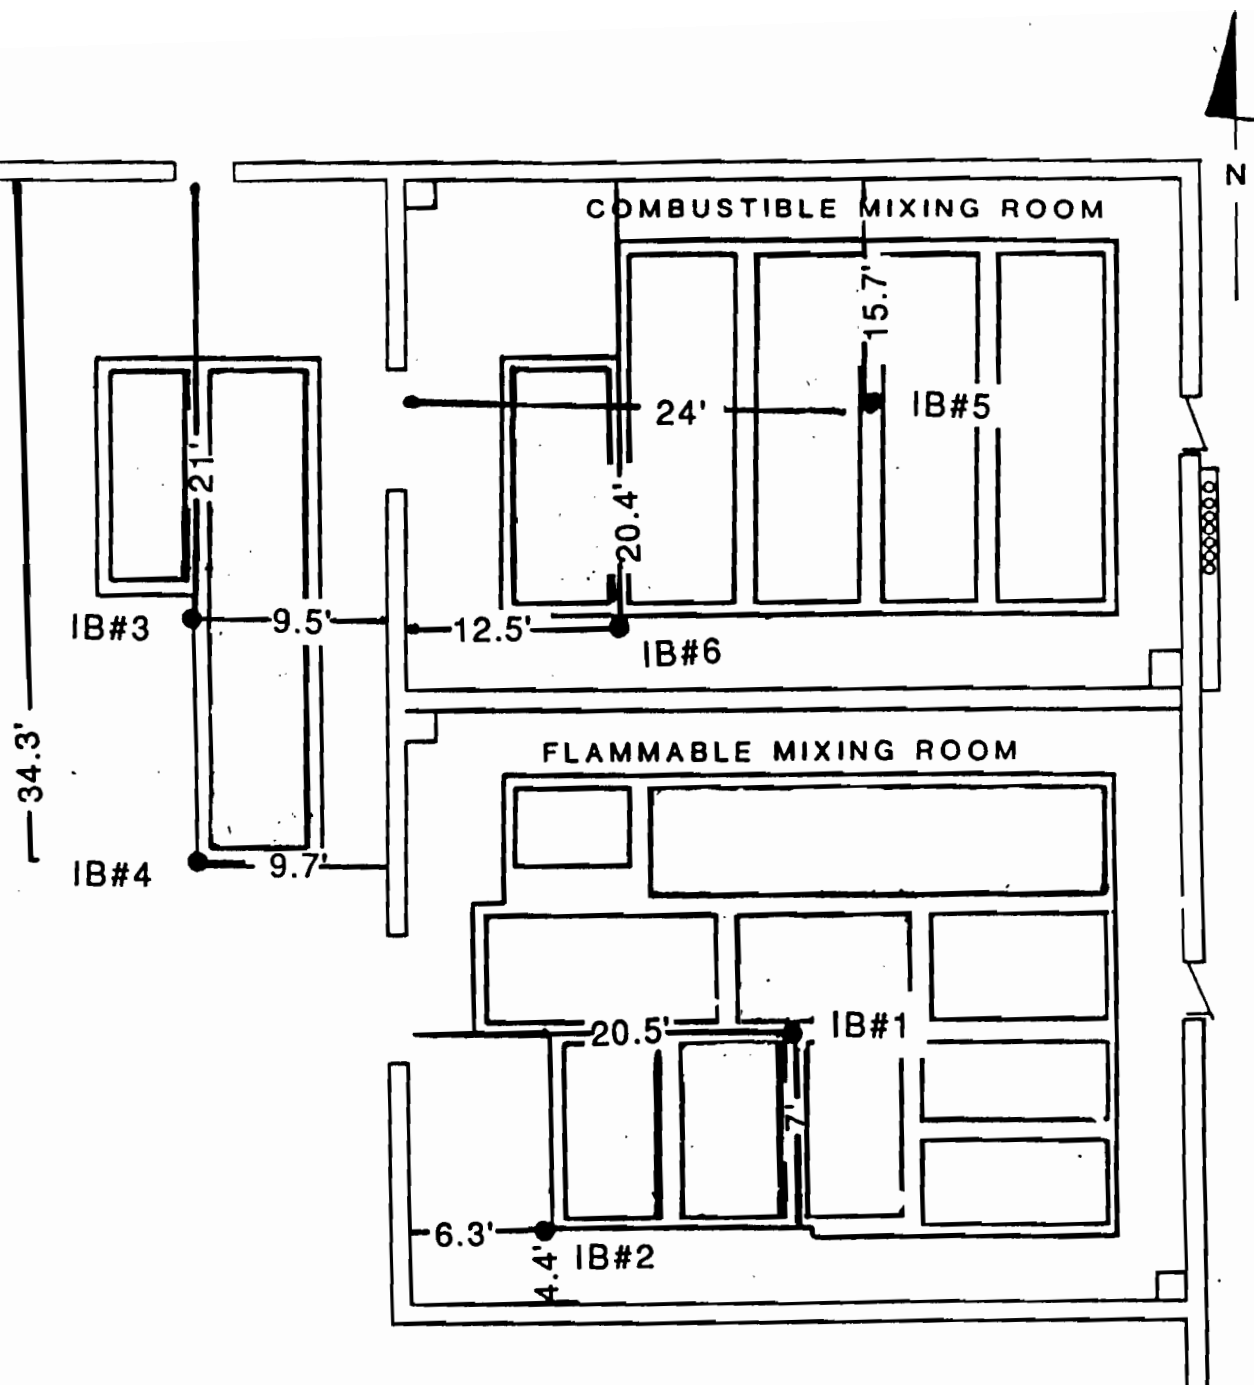 N
COMBUSTIBLE MIXING ROOM
15.7'
24'
IB#5
21'
20.4'
IB#3
9.5'
12.5'
IB#6
34.3'
FLAMMABLE MIXING ROOM
IB#4
9.7'
20.5'
IB#1
7'
6.3'
4.4'
IB#2